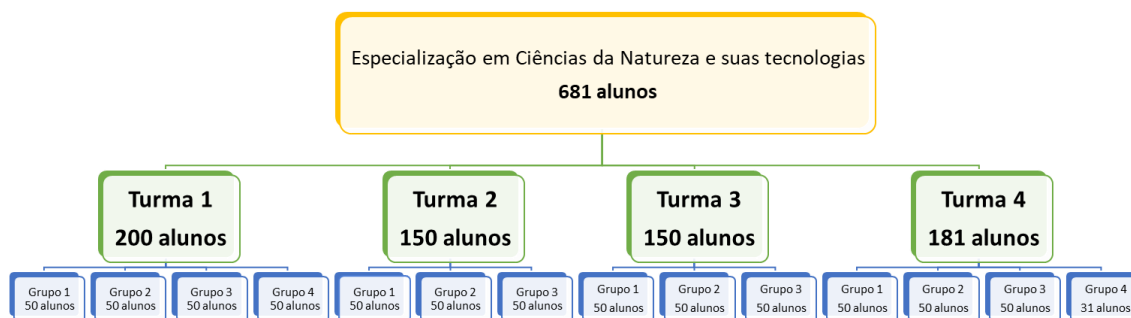 Especialização em Ciências da Natureza e suas tecnologias
681 alunos
Turma 1
200 alunos
Turma 2
150 alunos
Turma 3
150 alunos
Turma 4
181 alunos
Grupo 1
50 alunos
Grupo 2
50 alunos
Grupo 3
50 alunos
Grupo 4
50 alunos
Grupo 1
50 alunos
Grupo 2
50 alunos
Grupo 3
50 alunos
Grupo 1
50 alunos
Grupo 2
50 alunos
Grupo 3
50 alunos
Grupo 1
50 alunos
Grupo 2
50 alunos
Grupo 3
50 alunos
Grupo 4
31 alunos